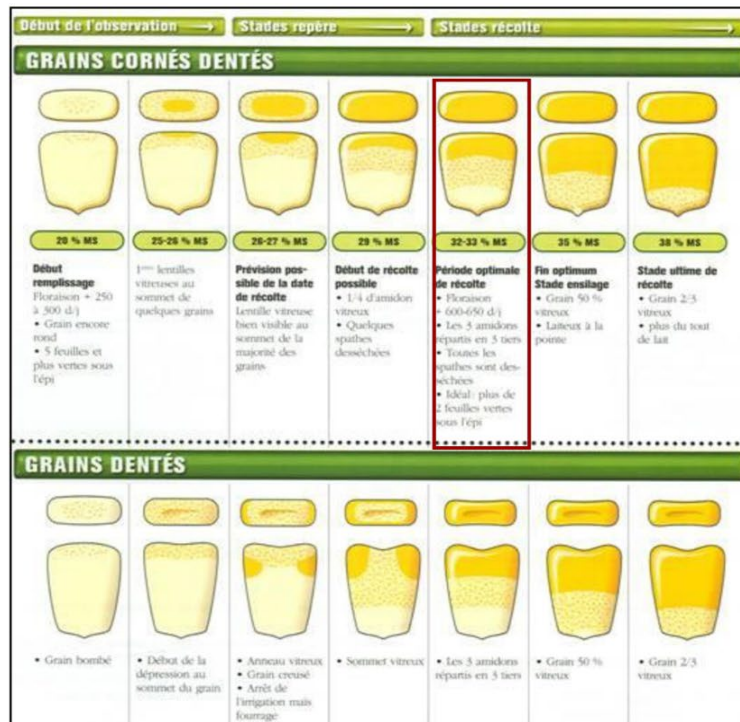 Début de l'observation
Stades repère
Stades récolte
GRAINS CORNÉS DENTÉS
20 % MS
Début
remplissage
Floraison + 250
à 300 d/j
• Grain encore
rond
• 5 feuilles et
plus vertes sous
l'épi
25-26 % MS
lentilles
vitreuses au
sommet de
quelques grains
26-27 % MS
Prévision pos-
sible de la date
de récolte
Lentille vitreuse
bien visible au
sommet de la
majorité des
grains
29 % MS
Début de récolte
possible
• 1/4 d'amidon
vitreux
• Quelques
spathes
desséchées
32-33 % MS
Période optimale
de récolte
• Floraison
+ 600-650 d/j
• Les 3 amidons
répartis en 3 tiers
• Toutes les
spathes sont des-
séchées
• Idéal: plus de
2 feuilles vertes
sous l'épi
35 % MS
Fin optimum
Stade ensilage
• Grain 50 %
vitreux
• Laiteux à la
pointe
38 % MS
Stade ultime de
récolte
• Grain 2/3
vitreux
• plus du tout
de lait
GRAINS DENTÉS
• Grain bombé
• Début de la
dépression au
sommet du grain
• Anneau vitreux
• Grain creusé
• Arrêt de
l'irrigation maïs
fourrage
• Sommet vitreux
• Les 3 amidons
répartis en 3 tiers
• Grain 50 %
vitreux
• Grain 2/3
vitreux